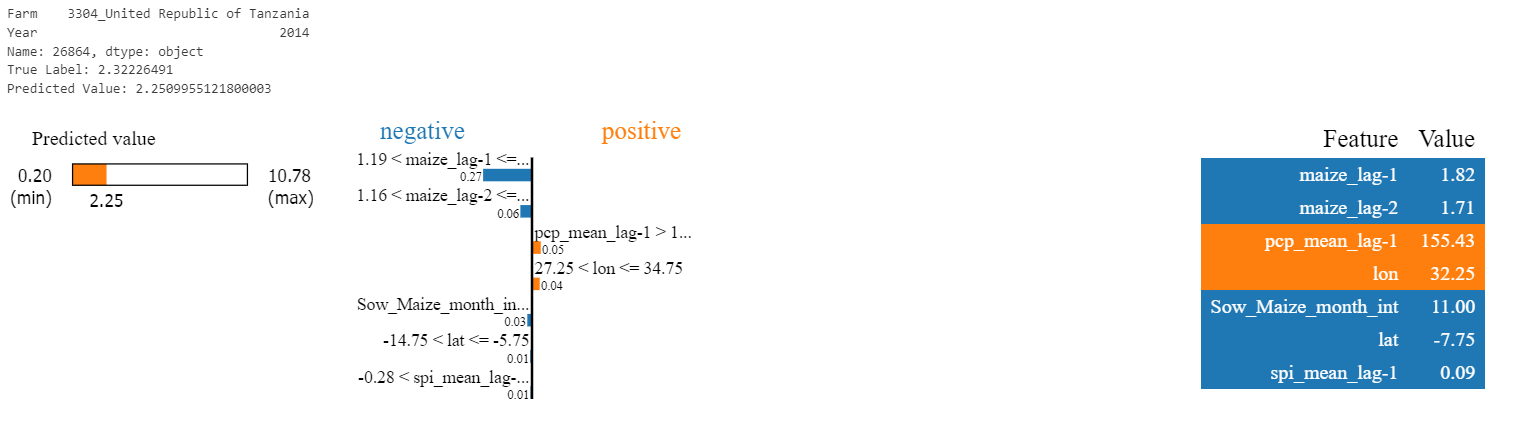 Farm    3304_United Republic of Tanzania
Year                                2014
Name: 26864, dtype: object
True Label: 2.32226491
Predicted Value: 2.2509955121800003
Predicted value
0.20
(min)
2.25
10.78
(max)
negative positive
1.19 < maize_lag-1 <=...
0.27
1.16 < maize_lag-2 <=...
0.06
pcp_mean_lag-1 > 1...
0.05
27.25 < lon <= 34.75
0.04
Sow_Maize_month_in...
0.03
-14.75 < lat <= -5.75
0.01
-0.28 < spi_mean_lag-...
0.01
Feature Value
maize_lag-1 1.82
maize_lag-2 1.71
pcp_mean_lag-1 155.43
lon 32.25
Sow_Maize_month_int 11.00
lat -7.75
spi_mean_lag-1 0.09